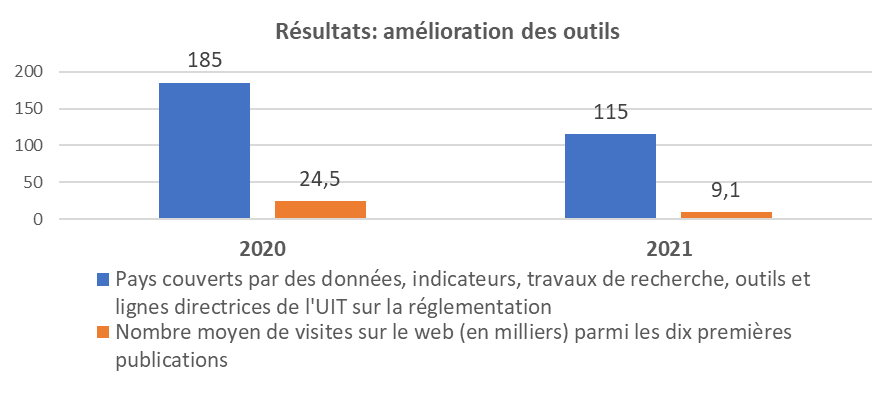 Résultats: amélioration des outils
185
200
150
115
100
50
24,5
9,1
0
2020
2021
Pays couverts par des données, indicateurs, travaux de recherche, outils et
lignes directrices de l'UIT sur la réglementation
Nombre moyen de visites sur le web (en milliers) parmi les dix premières
publications